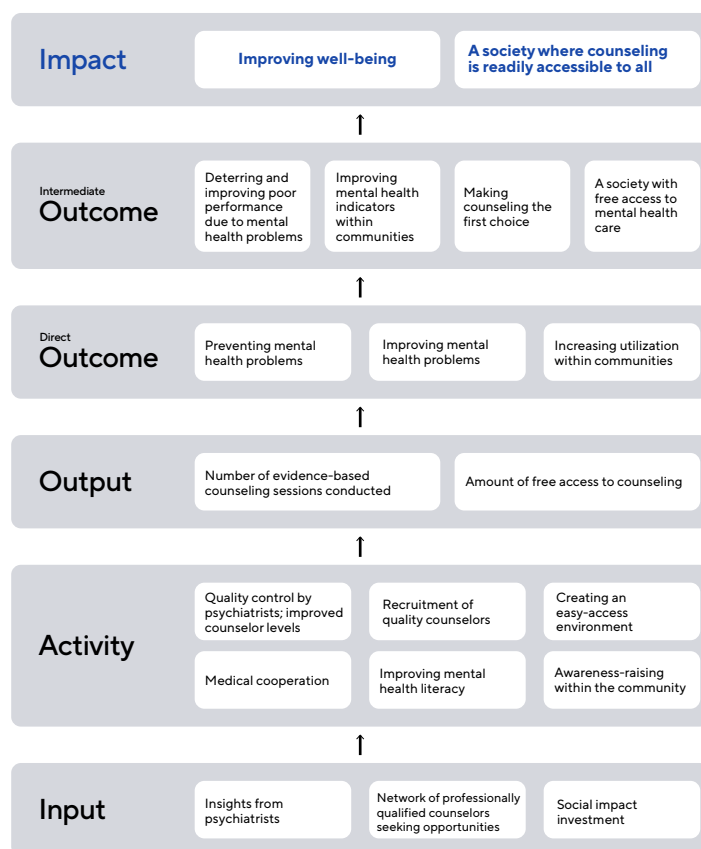 Impact
Improving well-being
A society where counseling
is readily accessible to all
↑
Intermediate
Outcome
Deterring and
improving poor
performance
due to mental
health problems
Improving
mental health
indicators
within
communities
Making
counseling the
first choice
A society with
free access to
mental health
care
↑
Direct
Outcome
Preventing mental
health problems
Improving mental
health problems
Increasing utilization
within communities
↑
Output
Number of evidence-based
counseling sessions conducted
Amount of free access to counseling
↑
Activity
Quality control by
psychiatrists; improved
counselor levels
Recruitment of
quality counselors
Creating an
easy-access
environment
Medical cooperation
Improving mental
health literacy
Awareness-raising
within the community
↑
Input
Insights from
psychiatrists
Network of professionally
qualified counselors
seeking opportunities
Social impact
investment